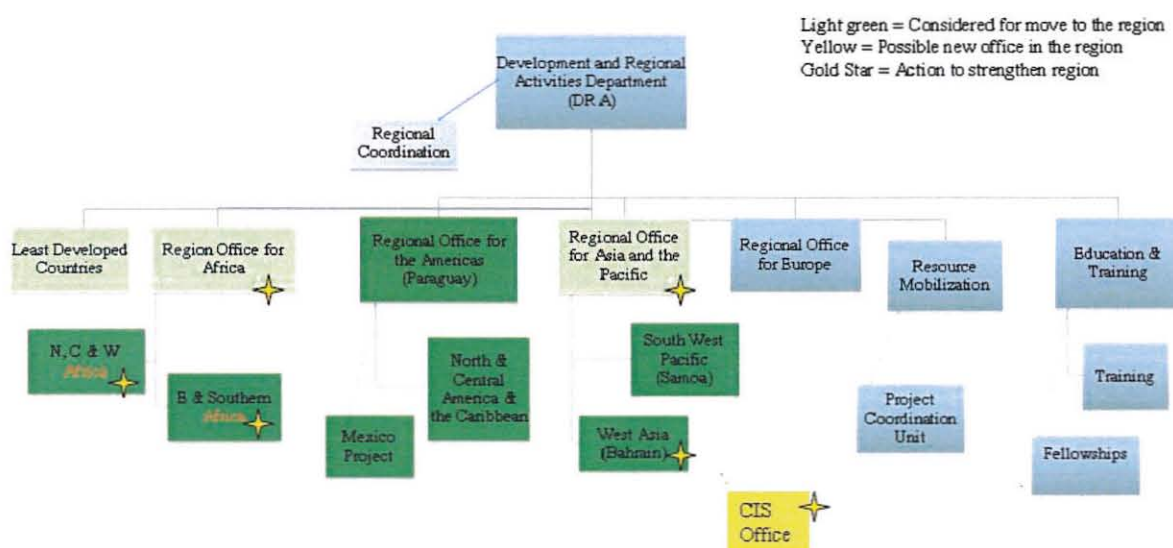 Light green = Considered for move to the region
Yellow = Possible new office in the region
Gold Star = Action to strengthen region
Development and Regional
Activities Department
(DRA)
Regional
Coordination
Least Developed
Countries
Region Office for
Africa
Regional Office for
the Americas
(Paraguay)
Regional Office
for Asia and the
Pacific
Regional Office
for Europe
Resource
Mobilization
Education &
Training
N, C & W
Africa
E & Southern
Africa
Mexico
Project
North &
Central
America &
the Caribbean
South West
Pacific
(Samoa)
West Asia
(Bahrain)
CIS
Office
Project
Coordination
Unit
Training
Fellowships